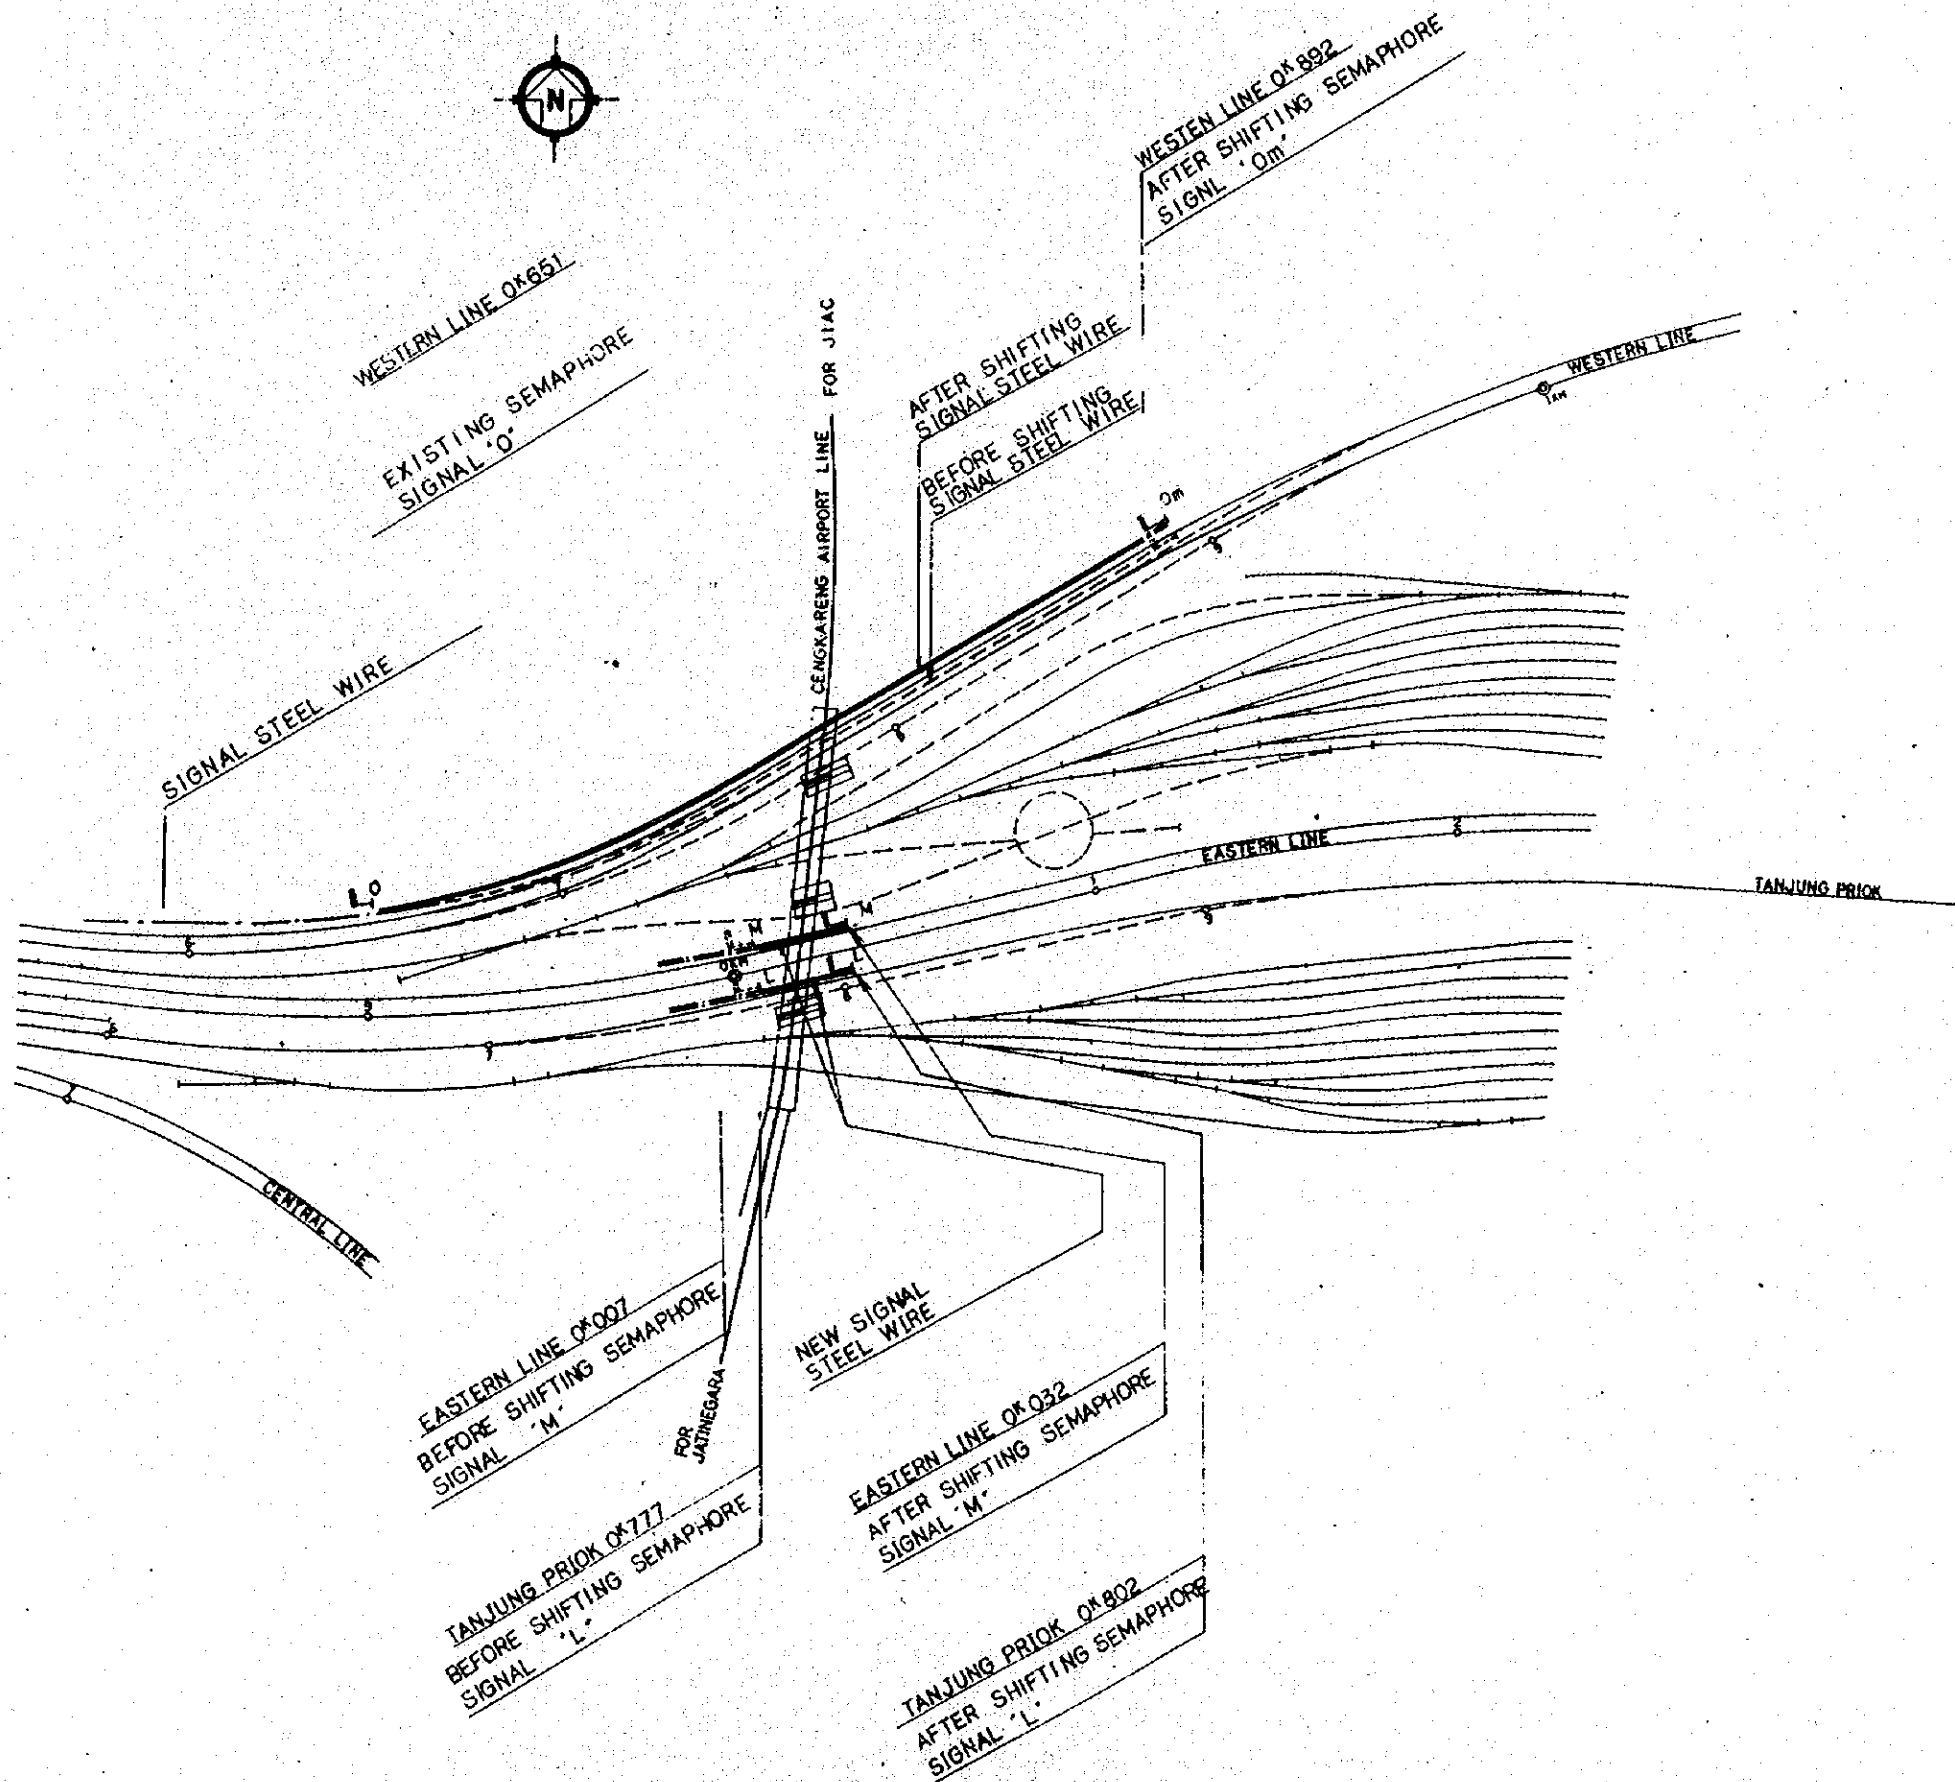 N
WESTEN LINE 0K892
AFTER SHIFTING SEMAPHORE
SIGNL 'Om'
WESTERN LINE 0K651
EXISTING SEMAPHORE
SIGNAL 'O'
CENGKARENG AIRPORT LINE FOR JIAC
AFTER SHIFTING
SIGNAL STEEL WIRE
BEFORE SHIFTING
SIGNAL STEEL WIRE
WESTERN LINE
1KM
Om
SIGNAL STEEL WIRE
O
EASTERN LINE
TANJUNG PRIOK
M
M
0KM
L
L
CENTRAL LINE
EASTERN LINE 0K007
BEFORE SHIFTING SEMAPHORE
SIGNAL 'M'
NEW SIGNAL
STEEL WIRE
FOR
JATINEGARA
EASTERN LINE 0K032
AFTER SHIFTING SEMAPHORE
SIGNAL 'M'
TANJUNG PRIOK 0K777
BEFORE SHIFTING SEMAPHORE
SIGNAL 'L'
TANJUNG PRIOK 0K802
AFTER SHIFTING SEMAPHORE
SIGNAL 'L'